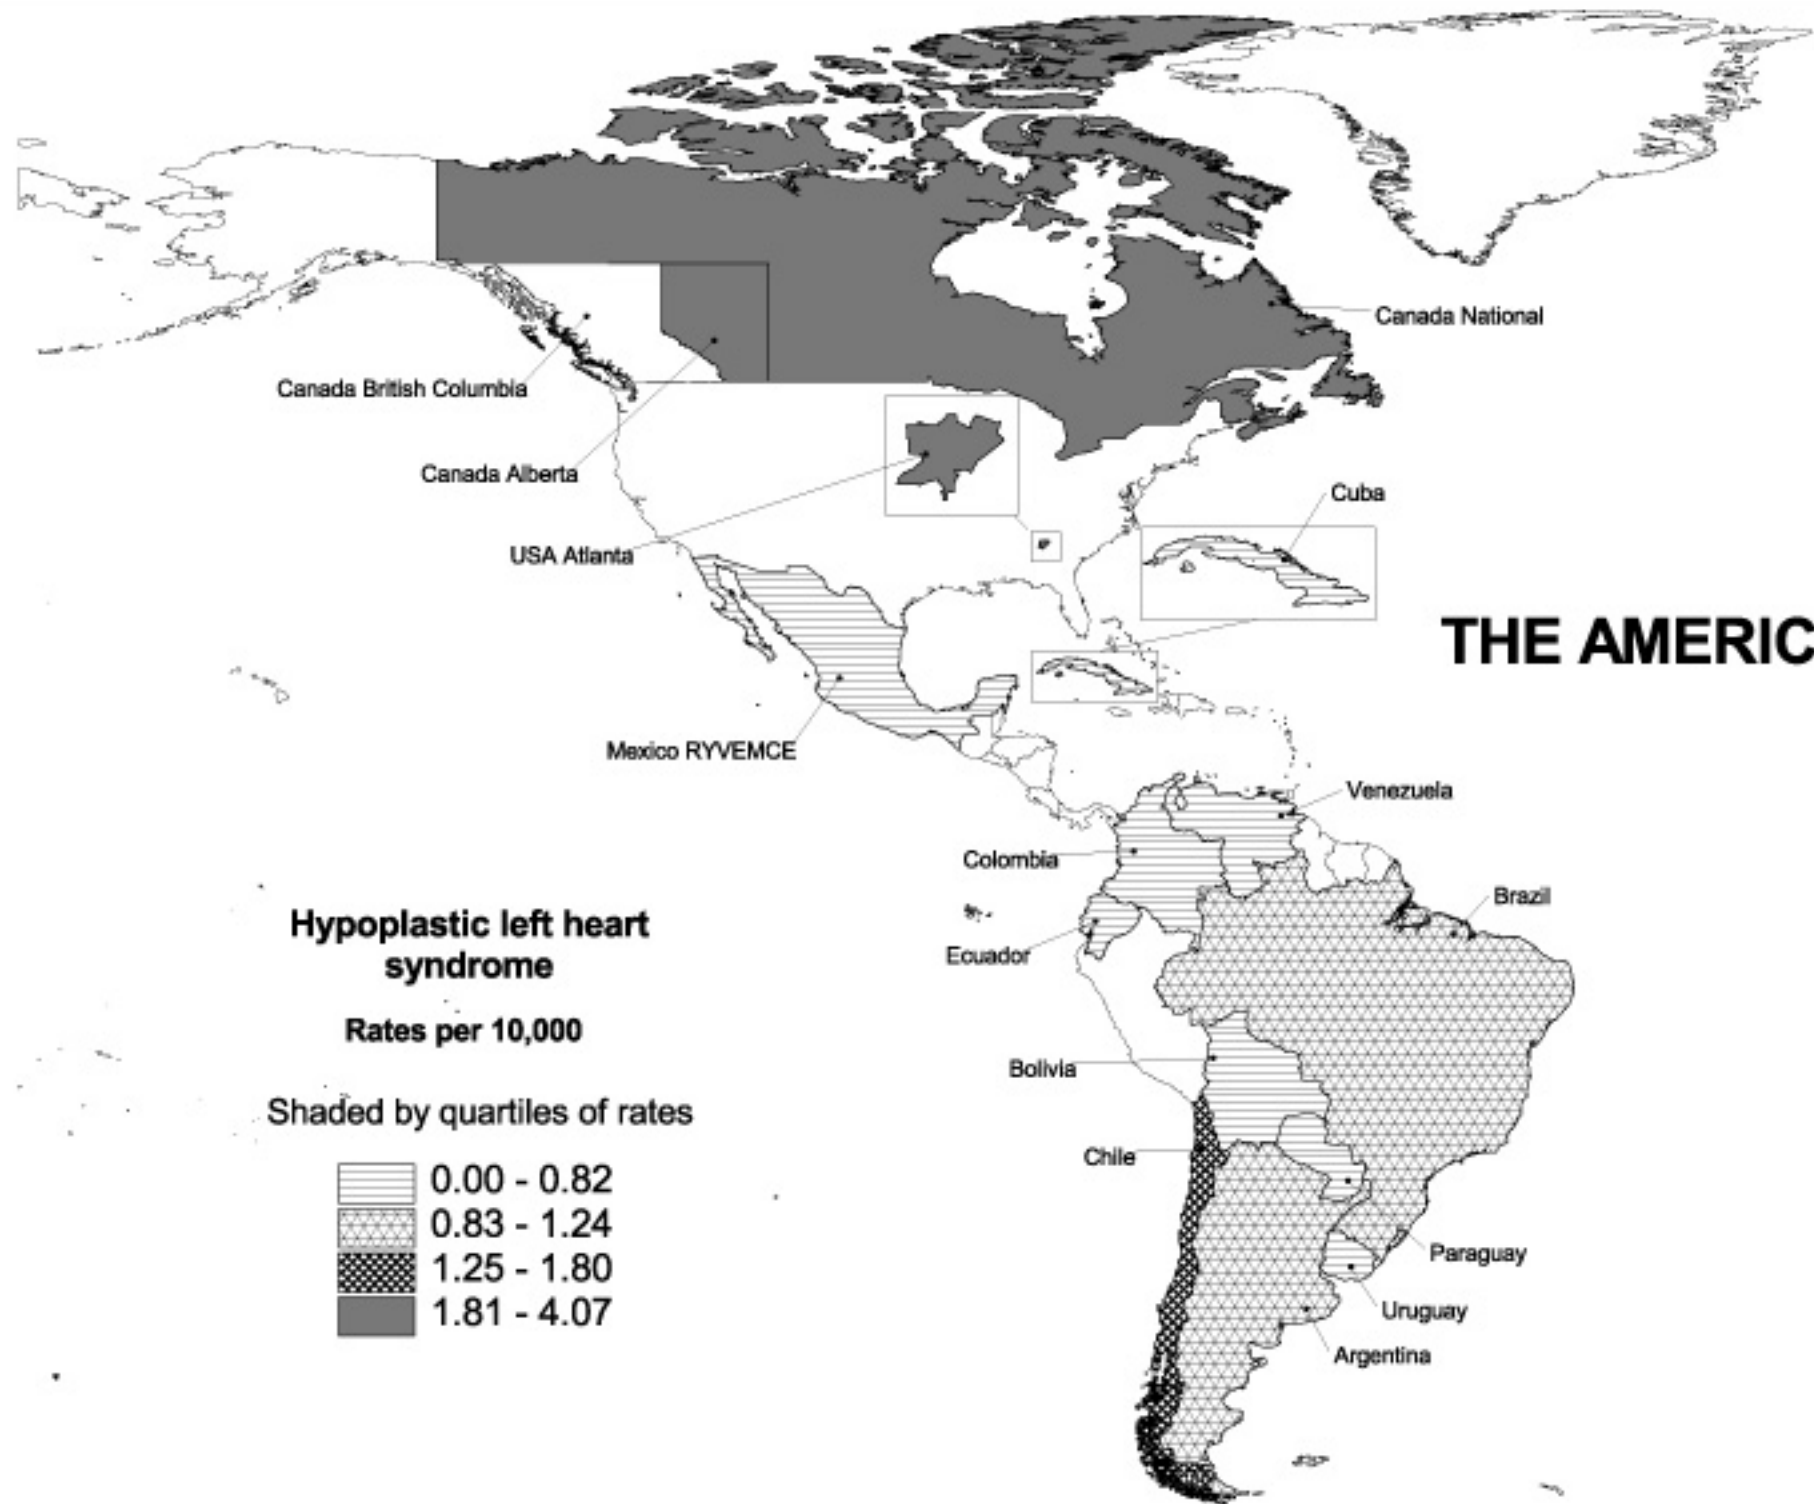 Canada National
Canada British Columbia
Canada Alberta
Cuba
USA Atlanta
THE AMERIC
Mexico RYVEMCE
Venezuela
Colombia
Brazil
Hypoplastic left heart
syndrome
Ecuador
Rates per 10,000
Bolivia
Shaded by quartiles of rates
Chile
0.00 - 0.82
0.83 - 1.24
1.25 - 1.80
1.81 - 4.07
Paraguay
Uruguay
Argentina